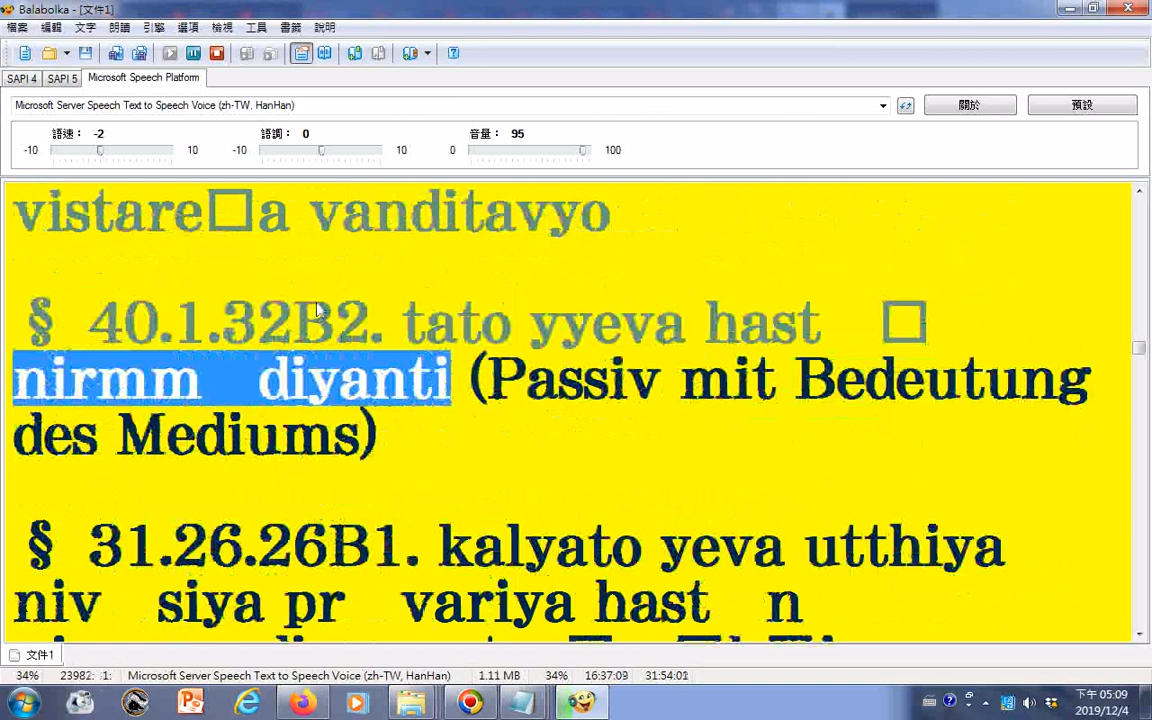 Balabolka - [文件1]
檔案 編輯 文字 朗讀 引擎 選項 檢視 工具 書籤 說明
SAPI 4 SAPI 5 Microsoft Speech Platform
Microsoft Server Speech Text to Speech Voice (zh-TW, HanHan) 關於 預設
語速： -2 語調： 0 音量： 95
-10 10 -10 10 0 100
vistare□a vanditavyo
§ 40.1.32B2. tato yyeva hast □
nirmm diyanti (Passiv mit Bedeutung
des Mediums)
§ 31.26.26B1. kalyato yeva utthiya
niv siya pr variya hast n
文件1
34% 23982: :1: Microsoft Server Speech Text to Speech Voice (zh-TW, HanHan) 1.11 MB 34% 16:37:09 31:54:01
下午 05:09
2019/12/4